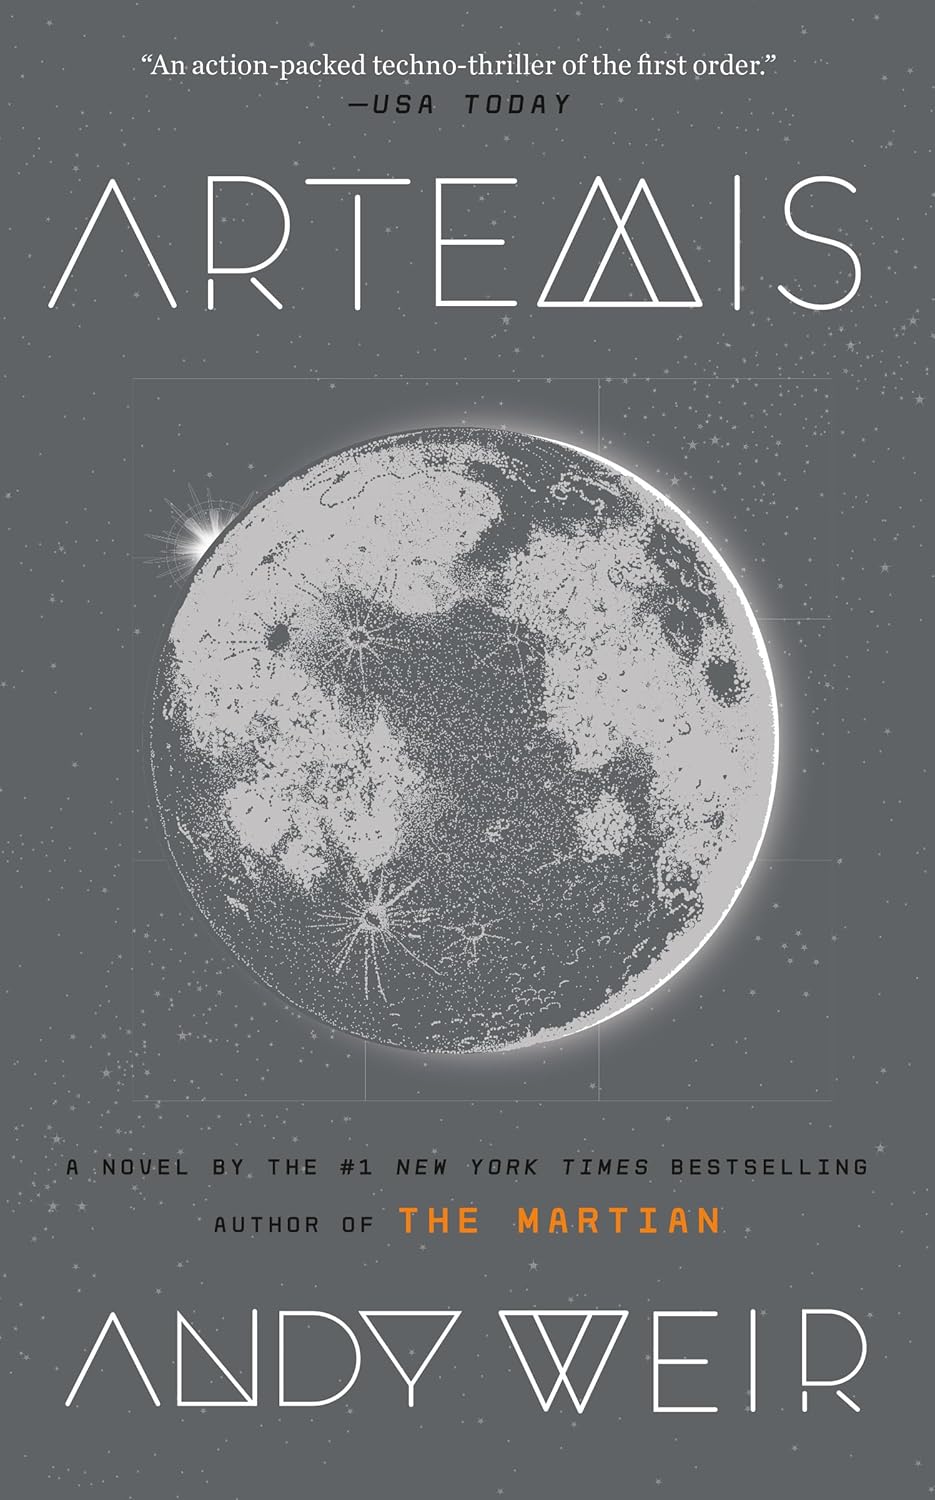 “An action-packed techno-thriller of the first order.”
—USA TODAY
ARTEMIS
A NOVEL BY THE #1 NEW YORK TIMES BESTSELLING
AUTHOR OF THE MARTIAN
ANDY WEIR